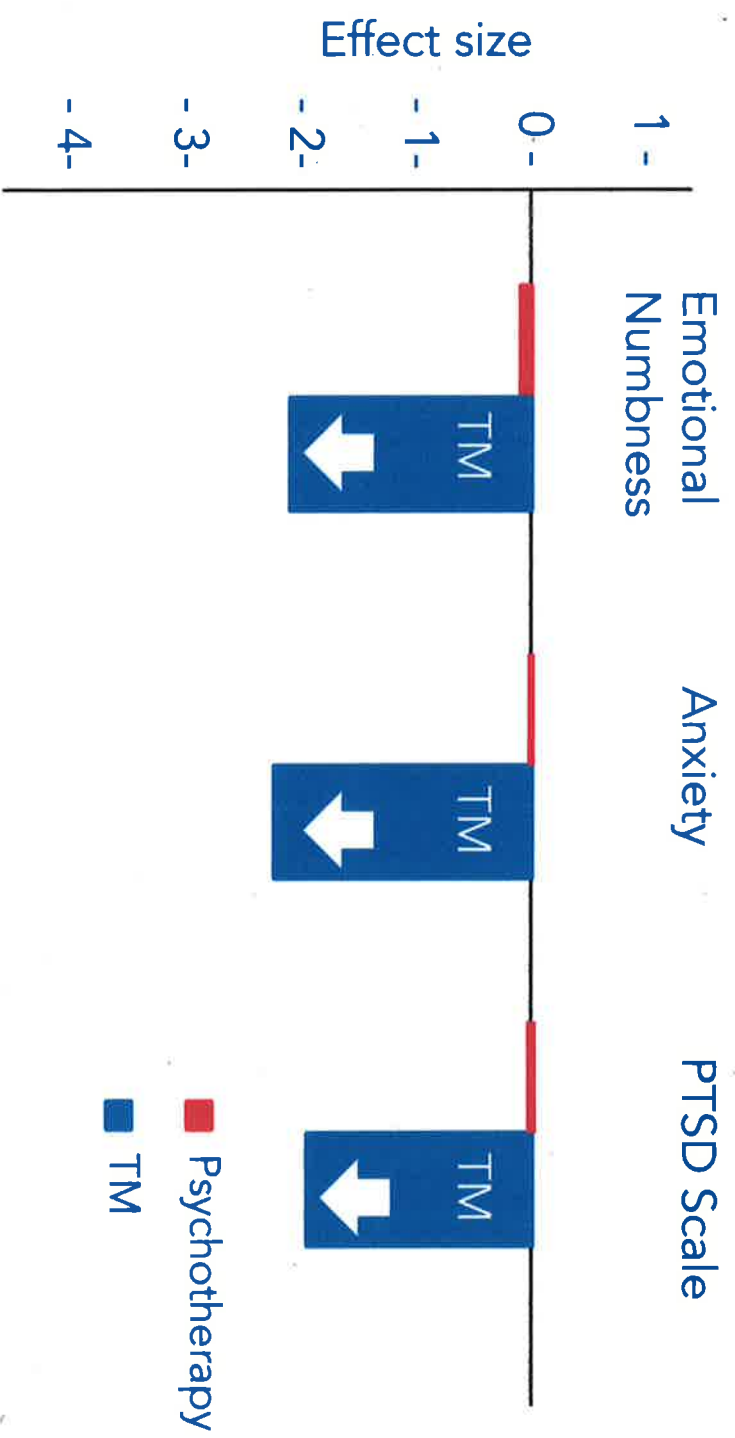 Effect size
1 -
0 -
- 1 -
- 2 -
- 3 -
- 4 -
Emotional
Numbness
Anxiety
PTSD Scale
TM
TM
TM
Psychotherapy
TM